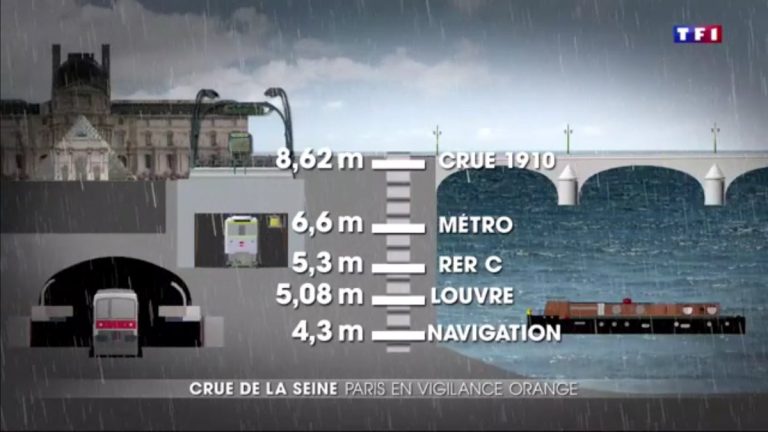 TF1
8,62 m CRUE 1910
6,6 m MÉTRO
5,3 m RER C
5,08 m LOUVRE
4,3 m NAVIGATION
CRUE DE LA SEINE PARIS EN VIGILANCE ORANGE